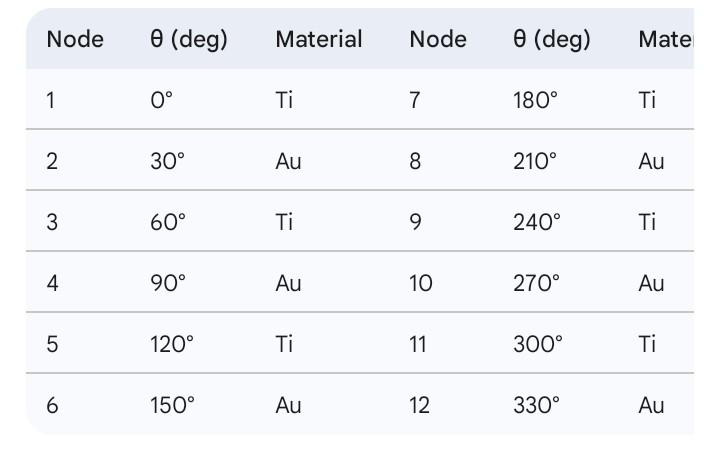 Node θ (deg) Material Node θ (deg) Mate
1 0° Ti 7 180° Ti
2 30° Au 8 210° Au
3 60° Ti 9 240° Ti
4 90° Au 10 270° Au
5 120° Ti 11 300° Ti
6 150° Au 12 330° Au